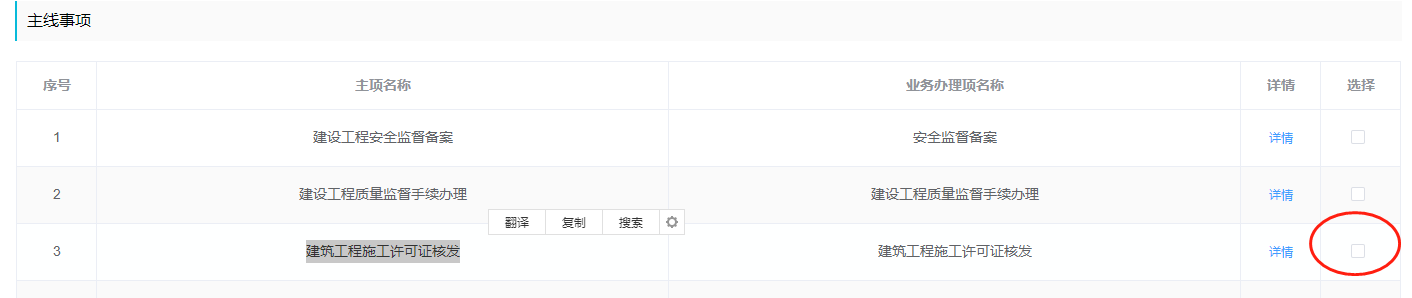 主线事项
序号 主项名称 业务办理项名称 详情 选择
1 建设工程安全监督备案 安全监督备案 详情
2 建设工程质量监督手续办理 建设工程质量监督手续办理 详情
翻译 复制 搜索
3 建筑工程施工许可证核发 建筑工程施工许可证核发 详情